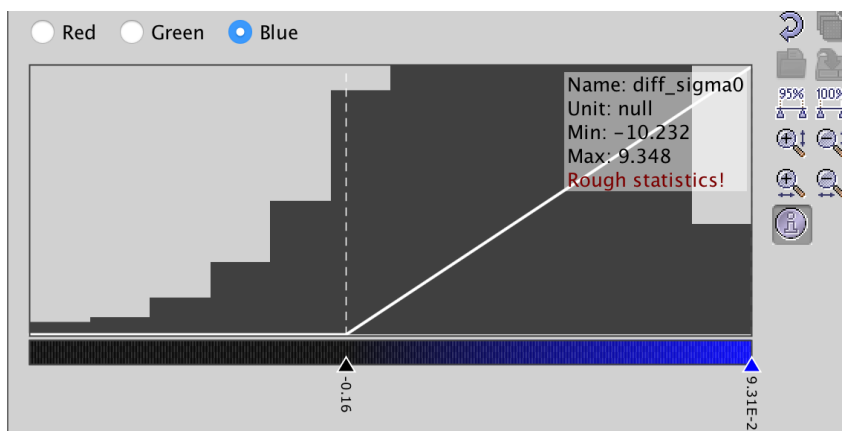 Red Green Blue
Name: diff_sigma0
Unit: null
Min: -10.232
Max: 9.348
Rough statistics!
95% 100%
-0.16
9.31E-2